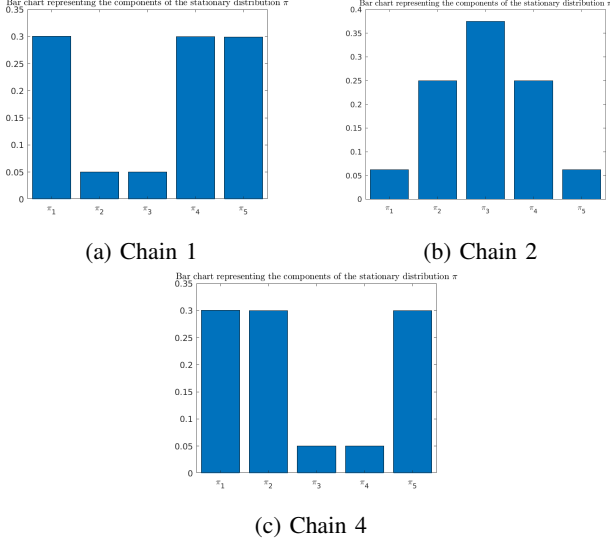 Bar chart representing the components of the stationary distribution π
0.35
0.3
0.25
0.2
0.15
0.1
0.05
0
π1 π2 π3 π4 π5
(a) Chain 1
Bar chart representing the components of the stationary distribution π
0.4
0.35
0.3
0.25
0.2
0.15
0.1
0.05
0
π1 π2 π3 π4 π5
(b) Chain 2
Bar chart representing the components of the stationary distribution π
0.35
0.3
0.25
0.2
0.15
0.1
0.05
0
π1 π2 π3 π4 π5
(c) Chain 4